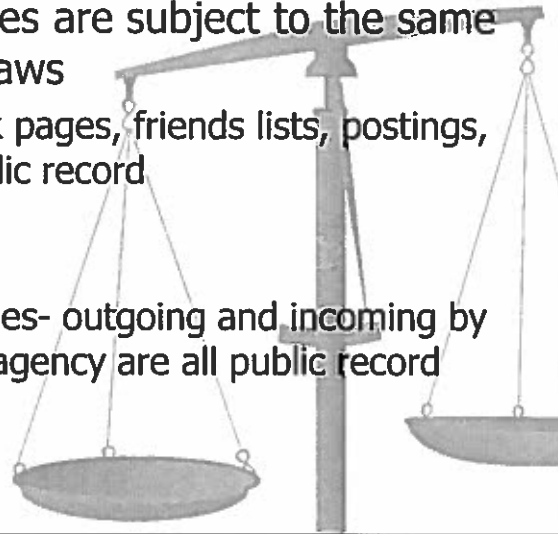 es are subject to the same
aws
k pages, friends lists, postings,
lic record
es- outgoing and incoming by
agency are all public record